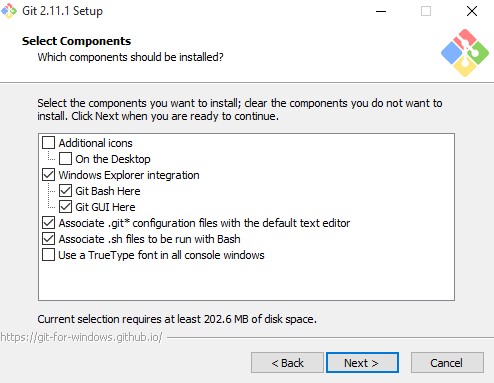 Git 2.11.1 Setup
Select Components
Which components should be installed?
Select the components you want to install; clear the components you do not want to
install. Click Next when you are ready to continue.
Additional icons
On the Desktop
Windows Explorer integration
Git Bash Here
Git GUI Here
Associate .git* configuration files with the default text editor
Associate .sh files to be run with Bash
Use a TrueType font in all console windows
Current selection requires at least 202.6 MB of disk space.
https://git-for-windows.github.io/
< Back
Next >
Cancel